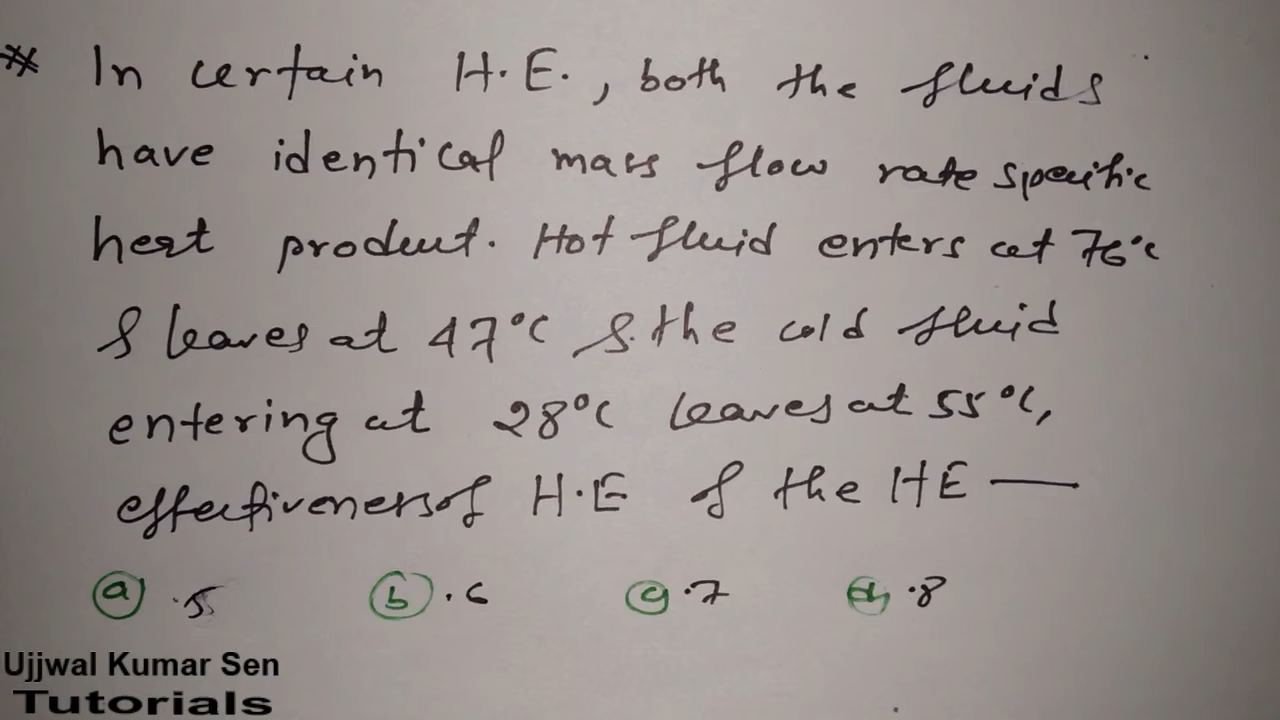 * In certain H.E., both the fluids
have identical mass flow rate specific
heat product. Hot fluid enters at 76°c
& leaves at 47°C & the cold fluid
entering at 28°C leaves at 55°C,
effectiveness of H.E of the HE —
(a) .5 (b) .6 (c) .7 (d) .8
Ujjwal Kumar Sen
Tutorials